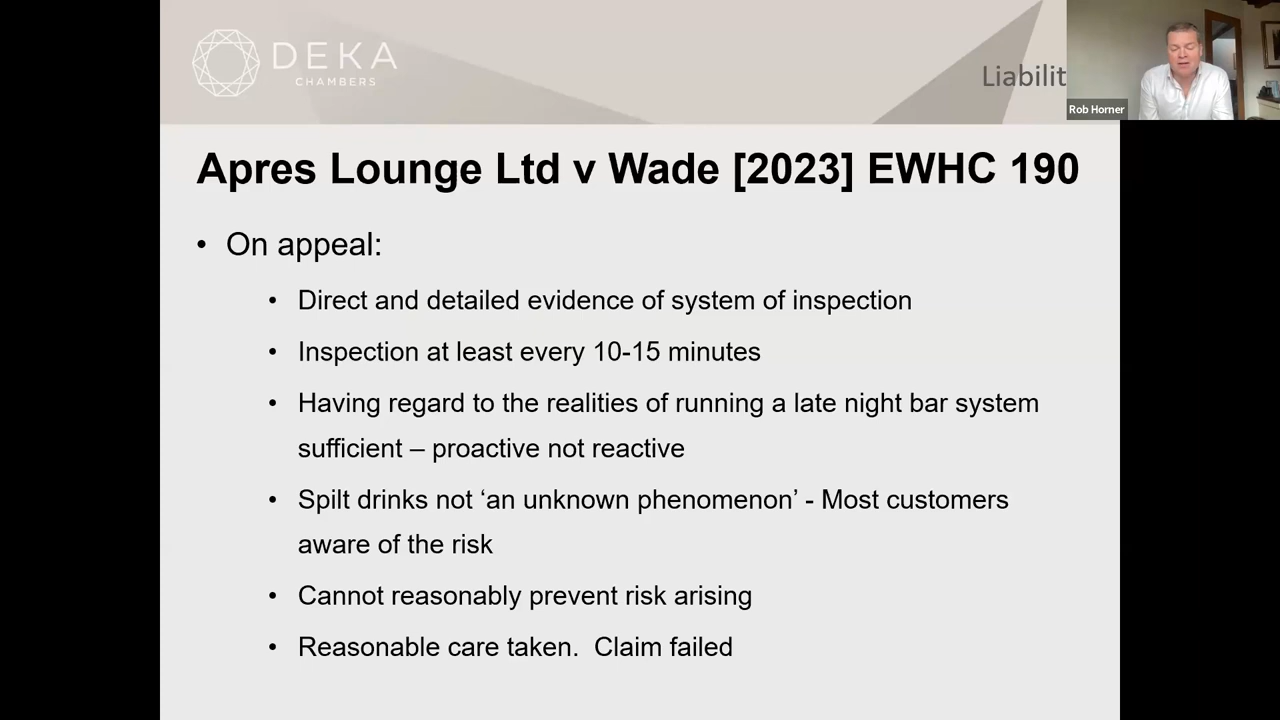 DEKA
CHAMBERS
Liabilit
Rob Horner
Apres Lounge Ltd v Wade [2023] EWHC 190
• On appeal:
• Direct and detailed evidence of system of inspection
• Inspection at least every 10-15 minutes
• Having regard to the realities of running a late night bar system
sufficient – proactive not reactive
• Spilt drinks not ‘an unknown phenomenon’ - Most customers
aware of the risk
• Cannot reasonably prevent risk arising
• Reasonable care taken.  Claim failed